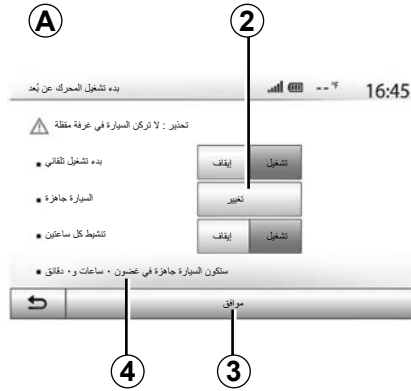 A
2
بدء تشغيل المحرك عن بُعد
--°F 16:45
تحذير : لا تركن السيارة في غرفة مقفلة
بدء تشغيل تلقائي إيقاف تشغيل
السيارة جاهزة تغيير
تنشيط كل ساعتين إيقاف تشغيل
ستكون السيارة جاهزة في غضون ٠ ساعات و٠ دقائق
موافق
4
3